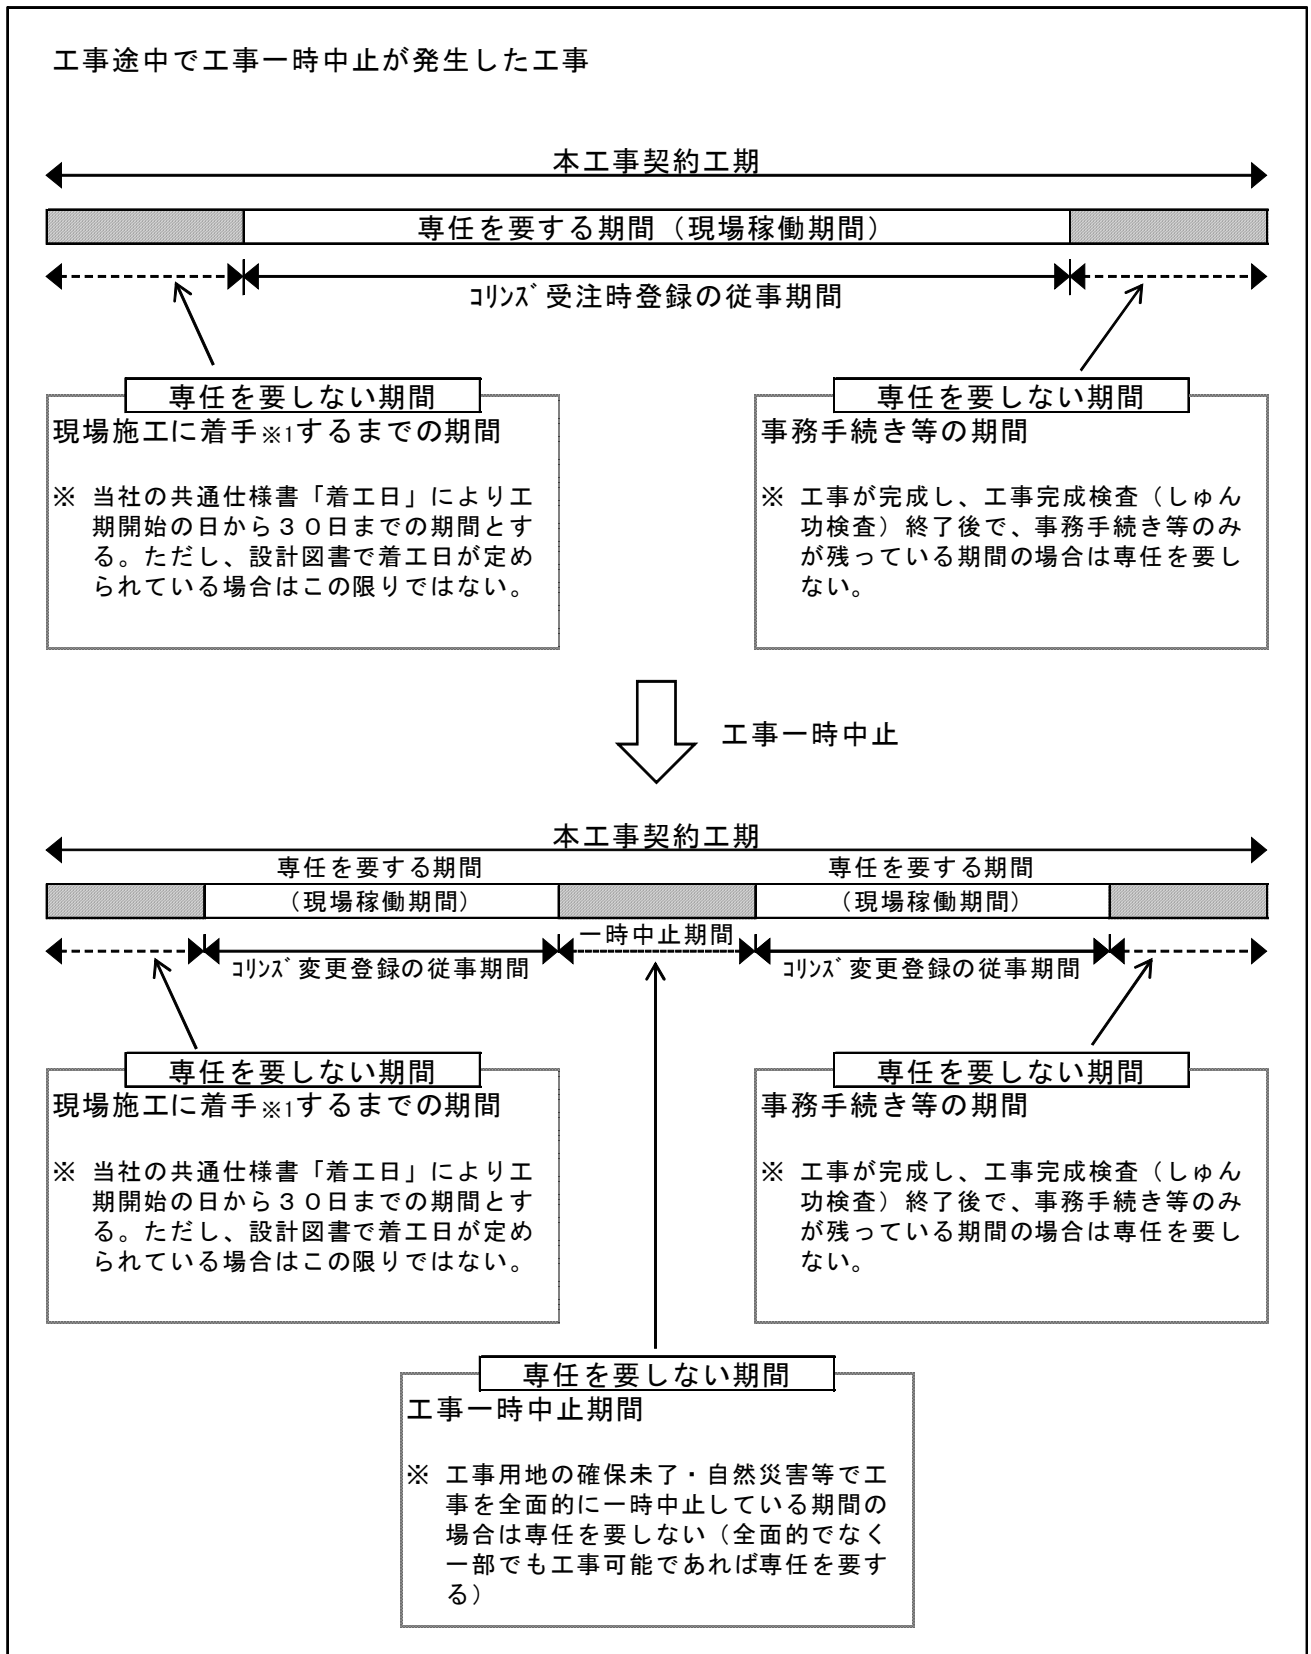 工事途中で工事一時中止が発生した工事
本工事契約工期
専任を要する期間（現場稼働期間）
ｺﾘﾝｽﾞ受注時登録の従事期間
専任を要しない期間
現場施工に着手※1するまでの期間
※ 当社の共通仕様書「着工日」により工
期開始の日から３０日までの期間とす
る。ただし、設計図書で着工日が定め
られている場合はこの限りではない。
専任を要しない期間
事務手続き等の期間
※ 工事が完成し、工事完成検査（しゅん
功検査）終了後で、事務手続き等のみ
が残っている期間の場合は専任を要し
ない。
工事一時中止
本工事契約工期
専任を要する期間
（現場稼働期間）
専任を要する期間
（現場稼働期間）
一時中止期間
ｺﾘﾝｽﾞ変更登録の従事期間
ｺﾘﾝｽﾞ変更登録の従事期間
専任を要しない期間
現場施工に着手※1するまでの期間
※ 当社の共通仕様書「着工日」により工
期開始の日から３０日までの期間とす
る。ただし、設計図書で着工日が定め
られている場合はこの限りではない。
専任を要しない期間
事務手続き等の期間
※ 工事が完成し、工事完成検査（しゅん
功検査）終了後で、事務手続き等のみ
が残っている期間の場合は専任を要し
ない。
専任を要しない期間
工事一時中止期間
※ 工事用地の確保未了・自然災害等で工
事を全面的に一時中止している期間の
場合は専任を要しない（全面的でなく
一部でも工事可能であれば専任を要す
る）